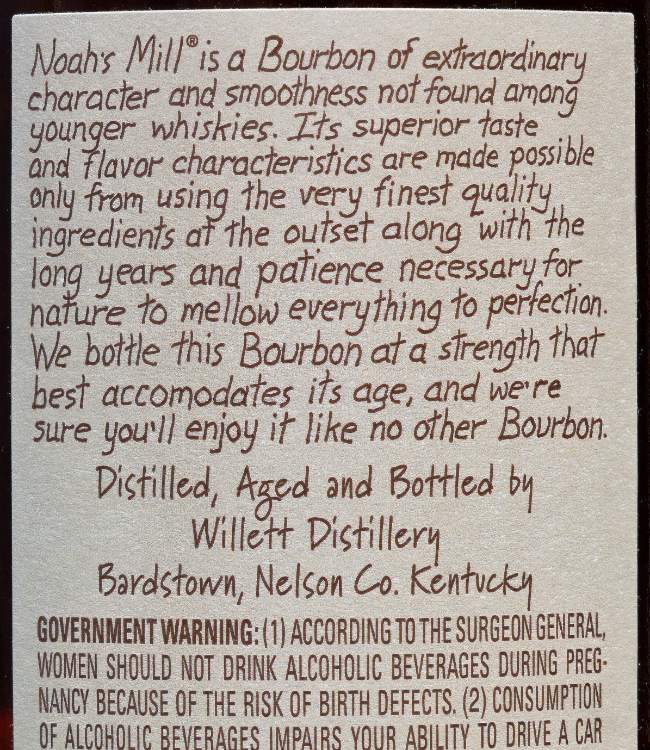 Noah's Mill® is a Bourbon of extraordinary
character and smoothness not found among
younger whiskies. Its superior taste
and flavor characteristics are made possible
only from using the very finest quality
ingredients at the outset along with the
long years and patience necessary for
nature to mellow everything to perfection.
We bottle this Bourbon at a strength that
best accomodates its age, and we're
sure you'll enjoy it like no other Bourbon.
Distilled, Aged and Bottled by
Willett Distillery
Bardstown, Nelson Co. Kentucky
GOVERNMENT WARNING: (1) ACCORDING TO THE SURGEON GENERAL,
WOMEN SHOULD NOT DRINK ALCOHOLIC BEVERAGES DURING PREG-
NANCY BECAUSE OF THE RISK OF BIRTH DEFECTS. (2) CONSUMPTION
OF ALCOHOLIC BEVERAGES IMPAIRS YOUR ABILITY TO DRIVE A CAR